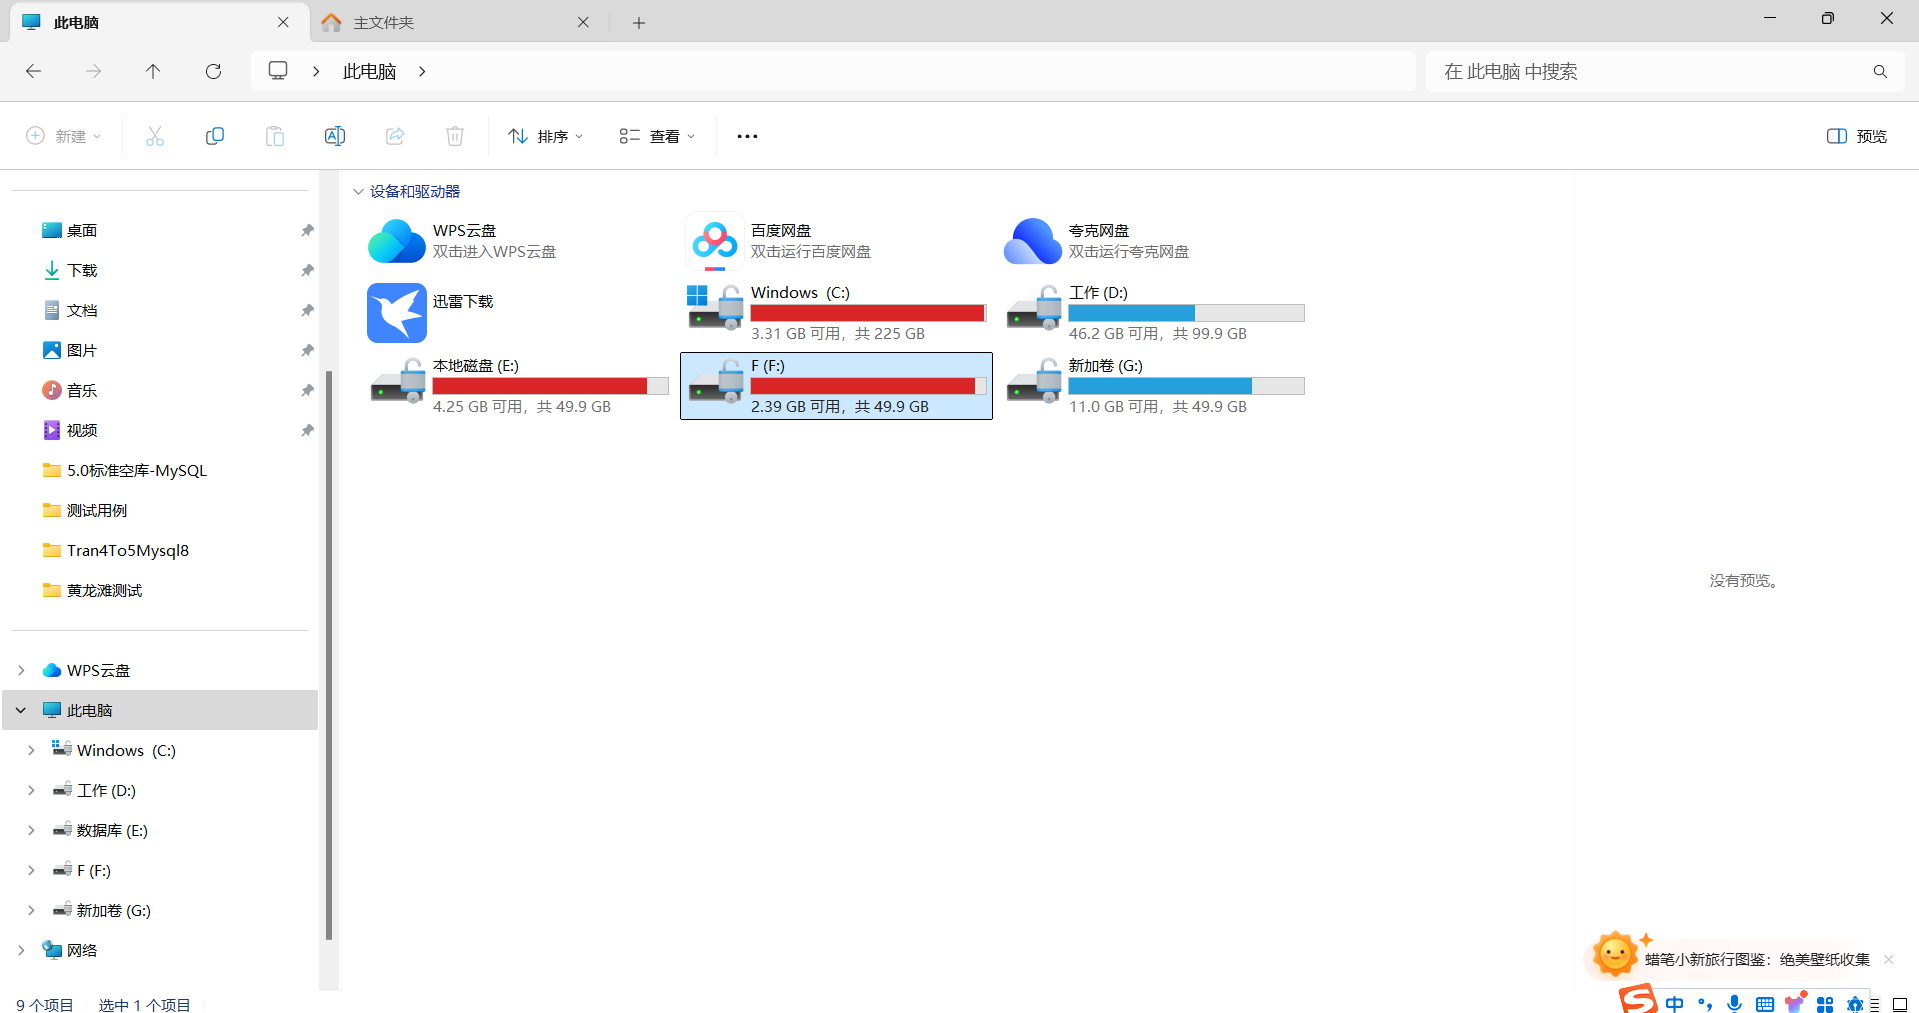 此电脑
主文件夹
此电脑
在 此电脑 中搜索
新建
排序
查看
预览
桌面
下载
文档
图片
音乐
视频
5.0标准空库-MySQL
测试用例
Tran4To5Mysql8
黄龙滩测试
WPS云盘
此电脑
Windows (C:)
工作 (D:)
数据库 (E:)
F (F:)
新加卷 (G:)
网络
设备和驱动器
WPS云盘
双击进入WPS云盘
百度网盘
双击运行百度网盘
夸克网盘
双击运行夸克网盘
迅雷下载
Windows (C:)
3.31 GB 可用，共 225 GB
工作 (D:)
46.2 GB 可用，共 99.9 GB
本地磁盘 (E:)
4.25 GB 可用，共 49.9 GB
F (F:)
2.39 GB 可用，共 49.9 GB
新加卷 (G:)
11.0 GB 可用，共 49.9 GB
没有预览。
蜡笔小新旅行图鉴：绝美壁纸收集
中
9 个项目
选中 1 个项目